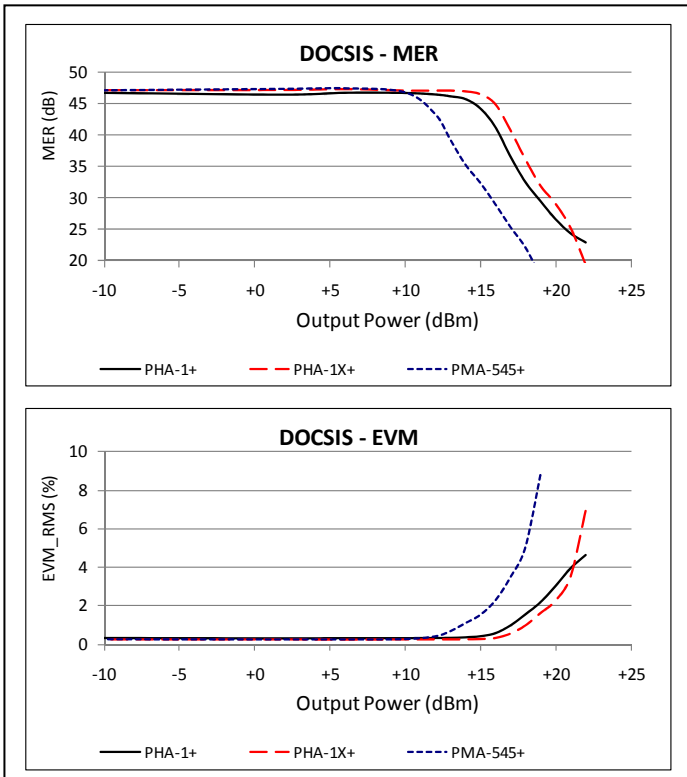 DOCSIS - MER
50
45
40
35
30
25
20
MER (dB)
-10 -5 +0 +5 +10 +15 +20 +25
Output Power (dBm)
PHA-1+ PHA-1X+ PMA-545+
DOCSIS - EVM
10
8
6
4
2
0
EVM_RMS (%)
-10 -5 +0 +5 +10 +15 +20 +25
Output Power (dBm)
PHA-1+ PHA-1X+ PMA-545+